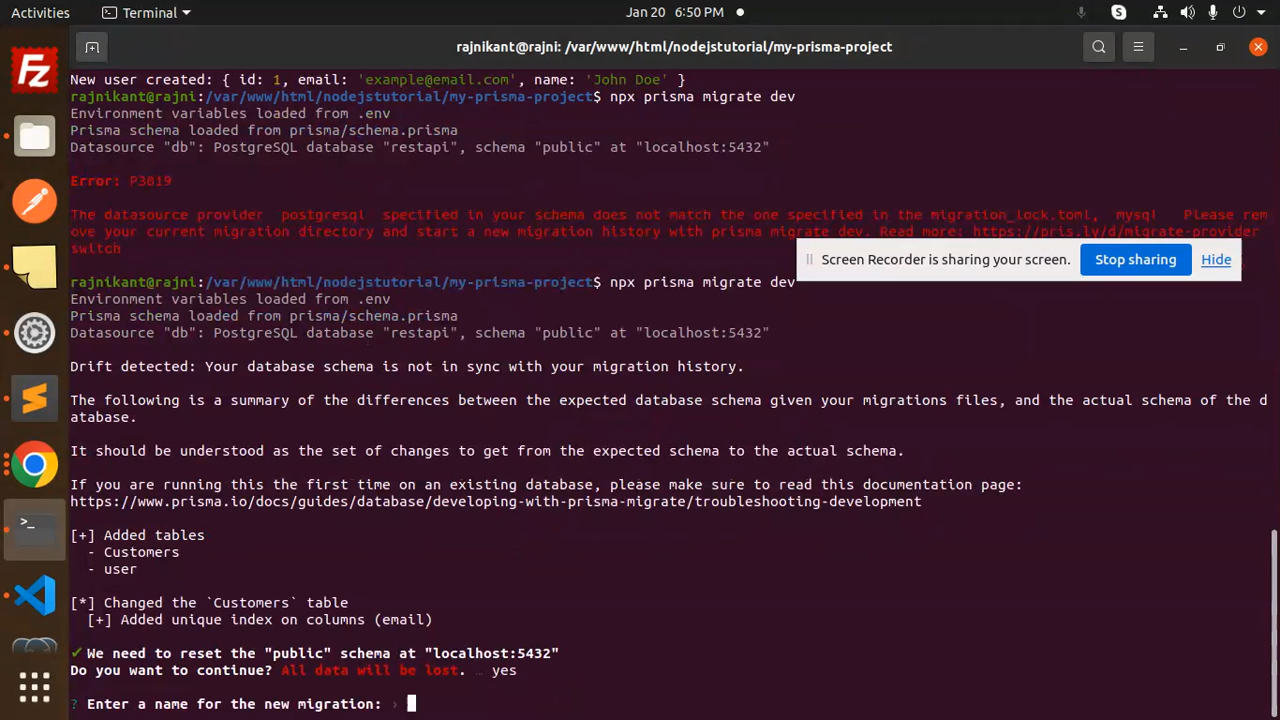 Activities
Terminal
Jan 20 6:50 PM
rajnikant@rajni: /var/www/html/nodejstutorial/my-prisma-project
New user created: { id: 1, email: 'example@email.com', name: 'John Doe' }
rajnikant@rajni:/var/www/html/nodejstutorial/my-prisma-project$ npx prisma migrate dev
Environment variables loaded from .env
Prisma schema loaded from prisma/schema.prisma
Datasource "db": PostgreSQL database "restapi", schema "public" at "localhost:5432"
Error: P3019
The datasource provider postgresql specified in your schema does not match the one specified in the migration_lock.toml, mysql Please rem
ove your current migration directory and start a new migration history with prisma migrate dev. Read more: https://pris.ly/d/migrate-provider
switch
Screen Recorder is sharing your screen.
Stop sharing
Hide
rajnikant@rajni:/var/www/html/nodejstutorial/my-prisma-project$ npx prisma migrate dev
Environment variables loaded from .env
Prisma schema loaded from prisma/schema.prisma
Datasource "db": PostgreSQL database "restapi", schema "public" at "localhost:5432"
Drift detected: Your database schema is not in sync with your migration history.
The following is a summary of the differences between the expected database schema given your migrations files, and the actual schema of the d
atabase.
It should be understood as the set of changes to get from the expected schema to the actual schema.
If you are running this the first time on an existing database, please make sure to read this documentation page:
https://www.prisma.io/docs/guides/database/developing-with-prisma-migrate/troubleshooting-development
[+] Added tables
- Customers
- user
[*] Changed the `Customers` table
[+] Added unique index on columns (email)
✔ We need to reset the "public" schema at "localhost:5432"
Do you want to continue? All data will be lost. … yes
? Enter a name for the new migration: ›